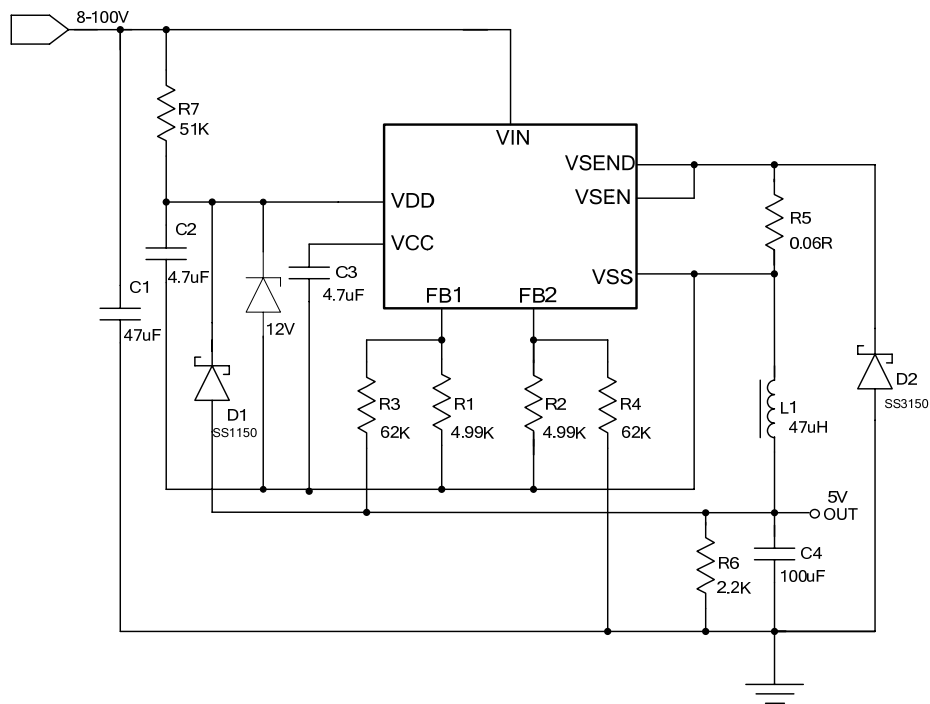 8-100V
R7
51K
VIN
VSEND
VSEN
R5
0.06R
VDD
VCC
VSS
C2
4.7uF
C3
4.7uF
C1
47uF
12V
FB1
FB2
D1
SS1150
R3
62K
R1
4.99K
R2
4.99K
R4
62K
L1
47uH
D2
SS3150
5V
OUT
R6
2.2K
C4
100uF